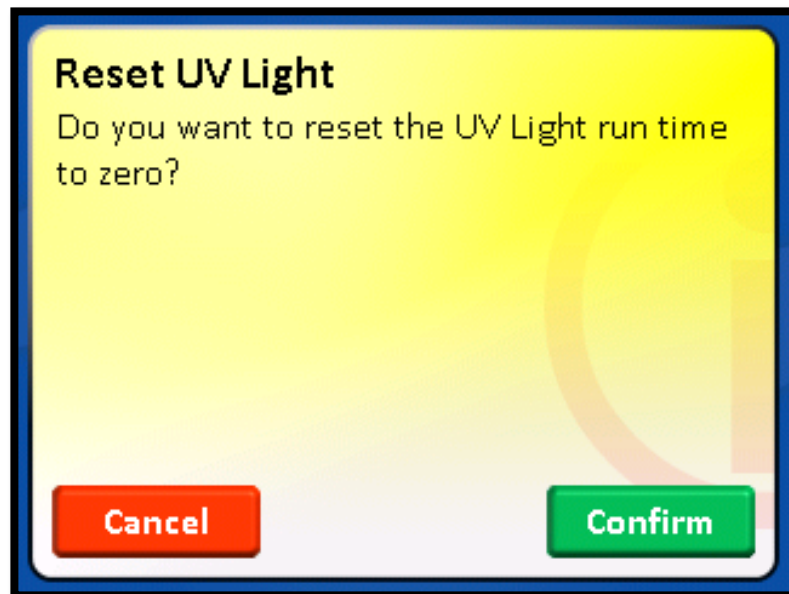 Reset UV Light
Do you want to reset the UV Light run time
to zero?
Cancel
Confirm